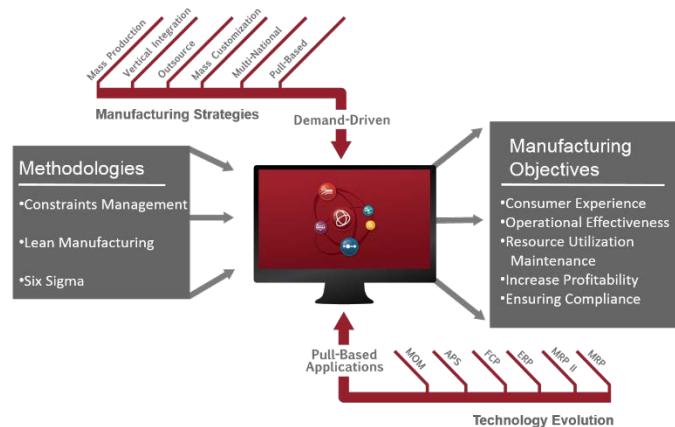 Mass Production
Vertical Integration
Outsource
Mass Customization
Multi-National
Pull-Based
Manufacturing Strategies
Demand-Driven
Methodologies
•Constraints Management
•Lean Manufacturing
•Six Sigma
Manufacturing
Objectives
•Consumer Experience
•Operational Effectiveness
•Resource Utilization
Maintenance
•Increase Profitability
•Ensuring Compliance
Pull-Based
Applications
MOM
APS
FCP
ERP
MRP II
MRP
Technology Evolution